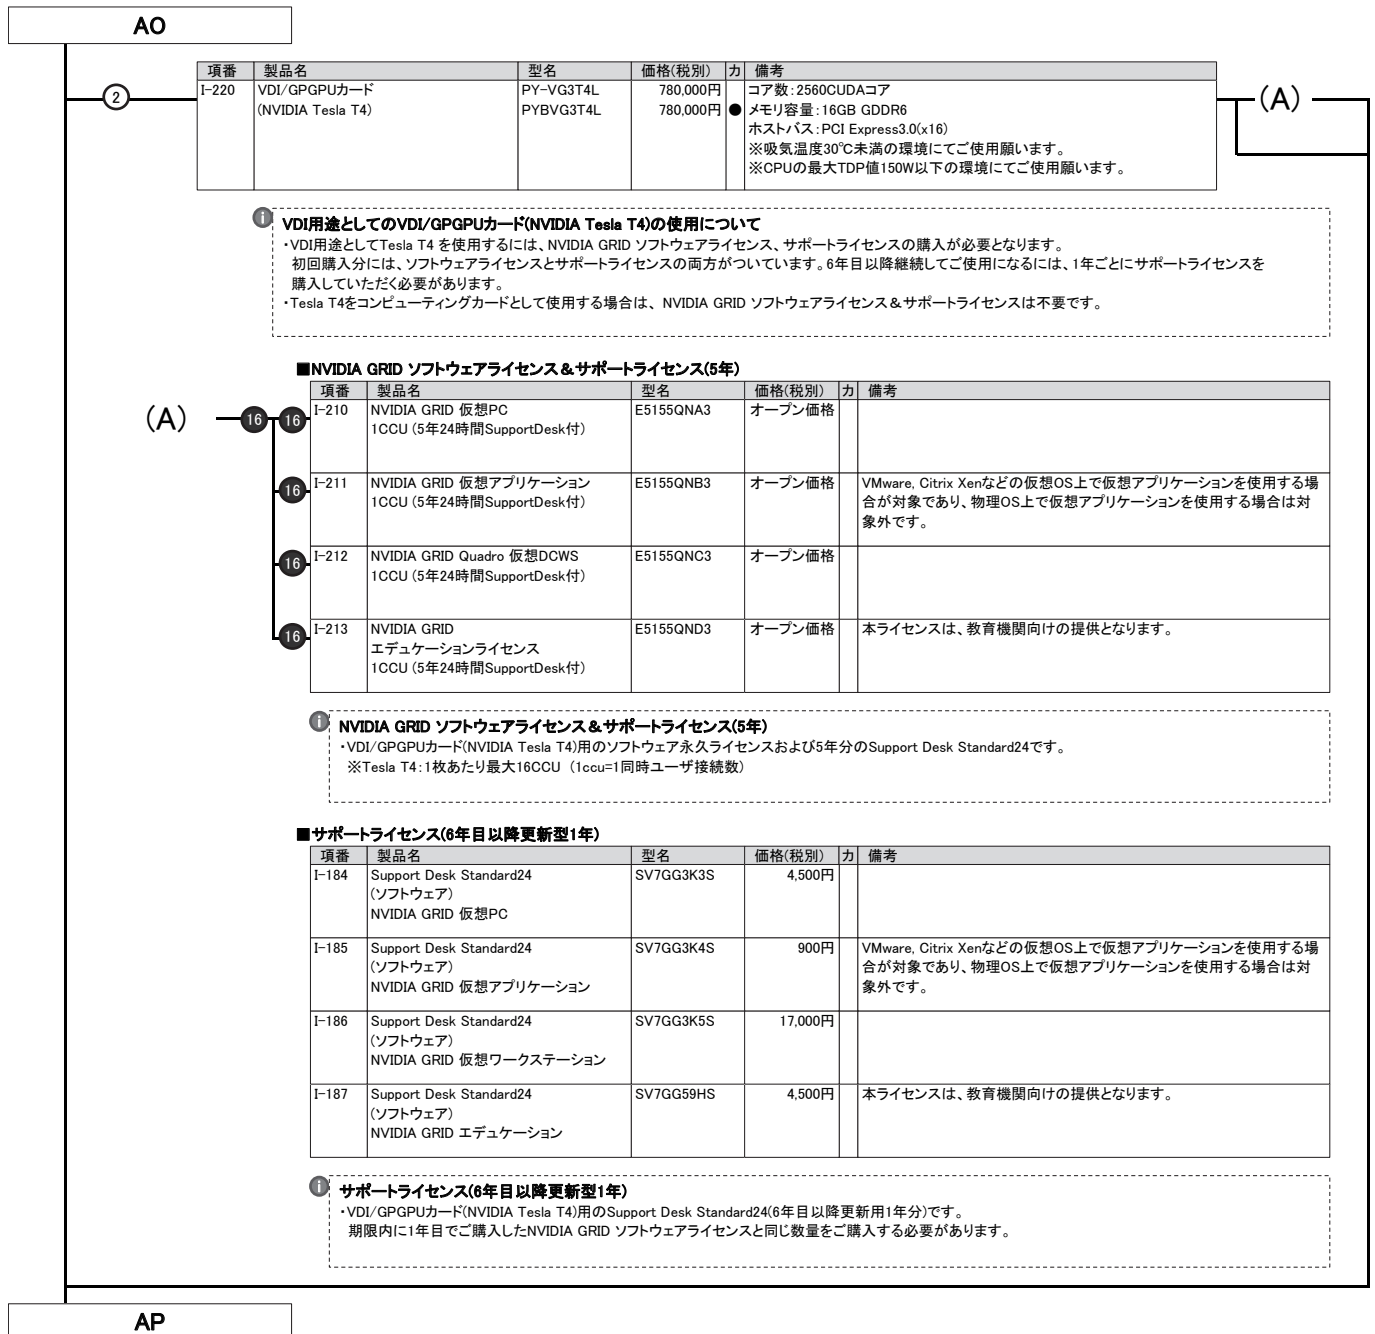 AO
項番 製品名 型名 価格(税別) カ 備考
② I-220 VDI/GPGPUカード PY-VG3T4L 780,000円 コア数:2560CUDAコア
(NVIDIA Tesla T4) PYBVG3T4L 780,000円 ● メモリ容量:16GB GDDR6
ホストバス:PCI Express3.0(x16)
※吸気温度30℃未満の環境にてご使用願います。
※CPUの最大TDP値150W以下の環境にてご使用願います。
(A)
VDI用途としてのVDI/GPGPUカード(NVIDIA Tesla T4)の使用について
・VDI用途としてTesla T4 を使用するには、NVIDIA GRID ソフトウェアライセンス、サポートライセンスの購入が必要となります。
初回購入分には、ソフトウェアライセンスとサポートライセンスの両方がついています。6年目以降継続してご使用になるには、1年ごとにサポートライセンスを
購入していただく必要があります。
・Tesla T4をコンピューティングカードとして使用する場合は、NVIDIA GRID ソフトウェアライセンス&サポートライセンスは不要です。
■NVIDIA GRID ソフトウェアライセンス&サポートライセンス(5年)
項番 製品名 型名 価格(税別) カ 備考
(A) 16 16 I-210 NVIDIA GRID 仮想PC E5155QNA3 オープン価格
1CCU (5年24時間SupportDesk付)
16 I-211 NVIDIA GRID 仮想アプリケーション E5155QNB3 オープン価格 VMware, Citrix Xenなどの仮想OS上で仮想アプリケーションを使用する場
1CCU (5年24時間SupportDesk付) 合が対象であり、物理OS上で仮想アプリケーションを使用する場合は対
象外です。
16 I-212 NVIDIA GRID Quadro 仮想DCWS E5155QNC3 オープン価格
1CCU (5年24時間SupportDesk付)
16 I-213 NVIDIA GRID E5155QND3 オープン価格 本ライセンスは、教育機関向けの提供となります。
エデュケーションライセンス
1CCU (5年24時間SupportDesk付)
NVIDIA GRID ソフトウェアライセンス&サポートライセンス(5年)
・VDI/GPGPUカード(NVIDIA Tesla T4)用のソフトウェア永久ライセンスおよび5年分のSupport Desk Standard24です。
※Tesla T4:1枚あたり最大16CCU (1ccu=1同時ユーザ接続数)
■サポートライセンス(6年目以降更新型1年)
項番 製品名 型名 価格(税別) カ 備考
I-184 Support Desk Standard24 SV7GG3K3S 4,500円
(ソフトウェア)
NVIDIA GRID 仮想PC
I-185 Support Desk Standard24 SV7GG3K4S 900円 VMware, Citrix Xenなどの仮想OS上で仮想アプリケーションを使用する場
(ソフトウェア) 合が対象であり、物理OS上で仮想アプリケーションを使用する場合は対
NVIDIA GRID 仮想アプリケーション 象外です。
I-186 Support Desk Standard24 SV7GG3K5S 17,000円
(ソフトウェア)
NVIDIA GRID 仮想ワークステーション
I-187 Support Desk Standard24 SV7GG59HS 4,500円 本ライセンスは、教育機関向けの提供となります。
(ソフトウェア)
NVIDIA GRID エデュケーション
サポートライセンス(6年目以降更新型1年)
・VDI/GPGPUカード(NVIDIA Tesla T4)用のSupport Desk Standard24(6年目以降更新用1年分)です。
期限内に1年目でご購入したNVIDIA GRID ソフトウェアライセンスと同じ数量をご購入する必要があります。
AP